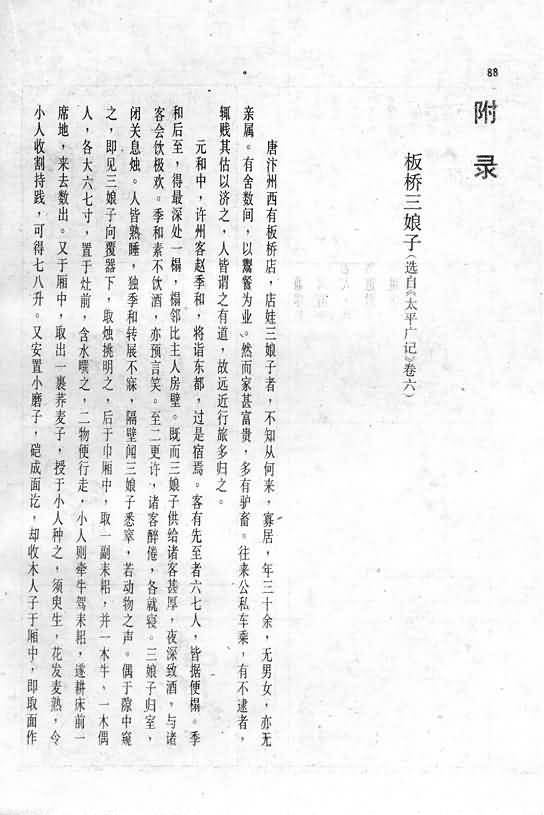 88
附录
板桥三娘子(选自《太平广记》卷六)
唐汴州西有板桥店,店娃三娘子者,不知从何来,寡居,年三十余,无男女,亦无
亲属。有舍数间,以鬻餐为业。然而家甚富贵,多有驴畜。往来公私车乘,有不逮者,
辄贱其估以济之,人皆谓之有道,故远近行旅多归之。
元和中,许州客赵季和,将诣东都,过是宿焉。客有先至者六七人,皆据便榻。季
和后至,得最深处一榻,榻邻比主人房壁。既而三娘子供给诸客甚厚,夜深致酒,与诸
客会饮极欢。季和素不饮酒,亦预言笑。至二更许,诸客醉倦,各就寝。三娘子归室,
闭关息烛。人皆熟睡,独季和转展不寐,隔壁闻三娘子悉窣,若动物之声。偶于隙中窥
之,即见三娘子向覆器下,取烛挑明之,后于巾厢中,取一副耒耜,并一木牛、一木偶
人,各大六七寸,置于灶前,含水噀之,二物便行走,小人则牵牛驾耒耜,遂耕床前一
席地,来去数出。又于厢中,取出一裹荞麦子,授于小人种之,须臾生,花发麦熟,令
小人收割持践,可得七八升。又安置小磨子,硙成面讫,却收木人子于厢中,即取面作